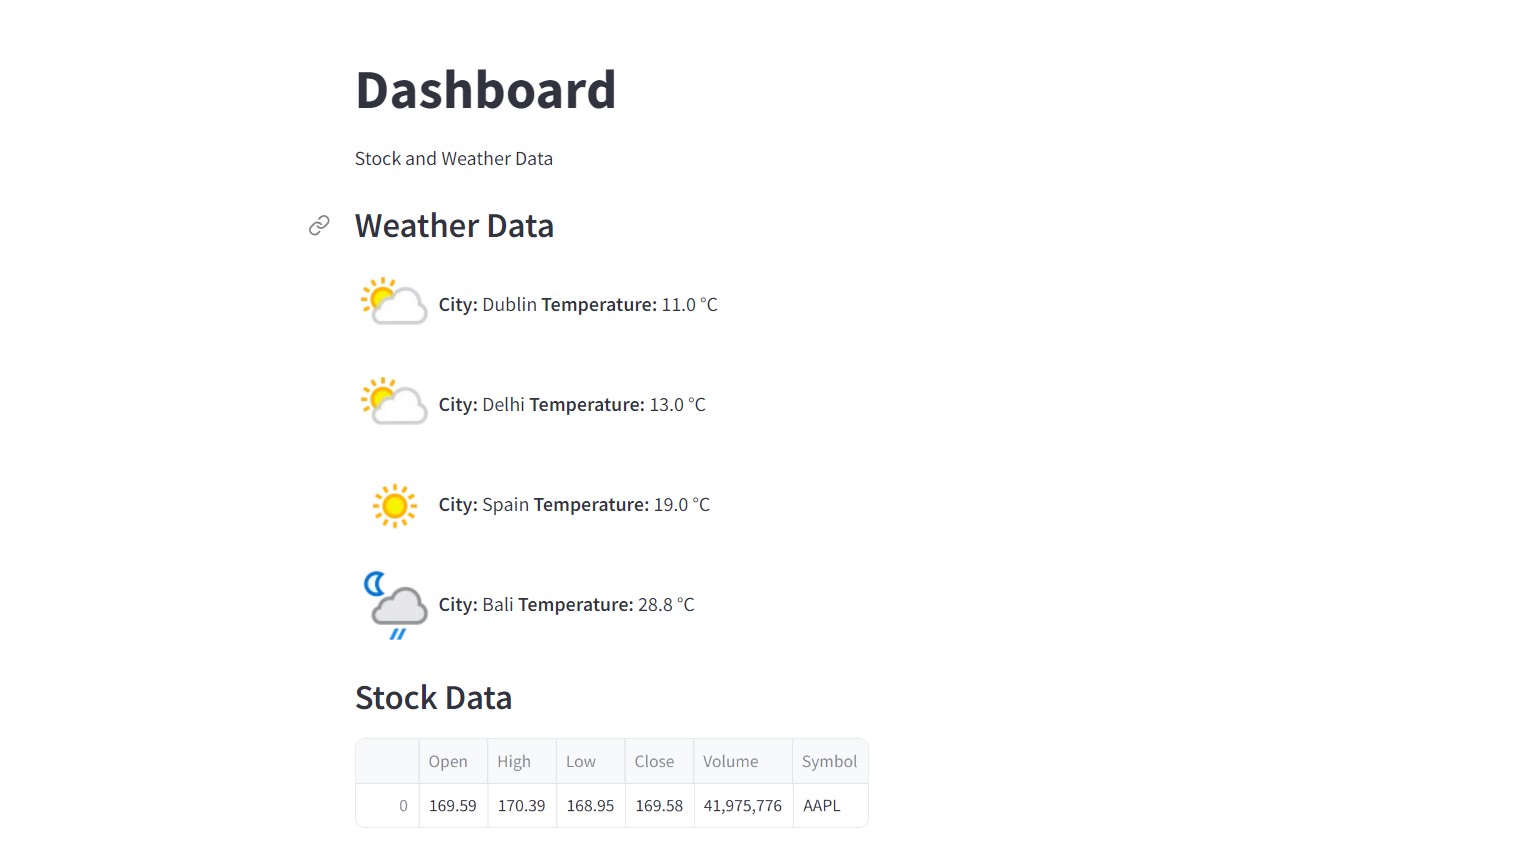 Dashboard
Stock and Weather Data
Weather Data
City: Dublin Temperature: 11.0 °C
City: Delhi Temperature: 13.0 °C
City: Spain Temperature: 19.0 °C
City: Bali Temperature: 28.8 °C
Stock Data
Open High Low Close Volume Symbol
0 169.59 170.39 168.95 169.58 41,975,776 AAPL